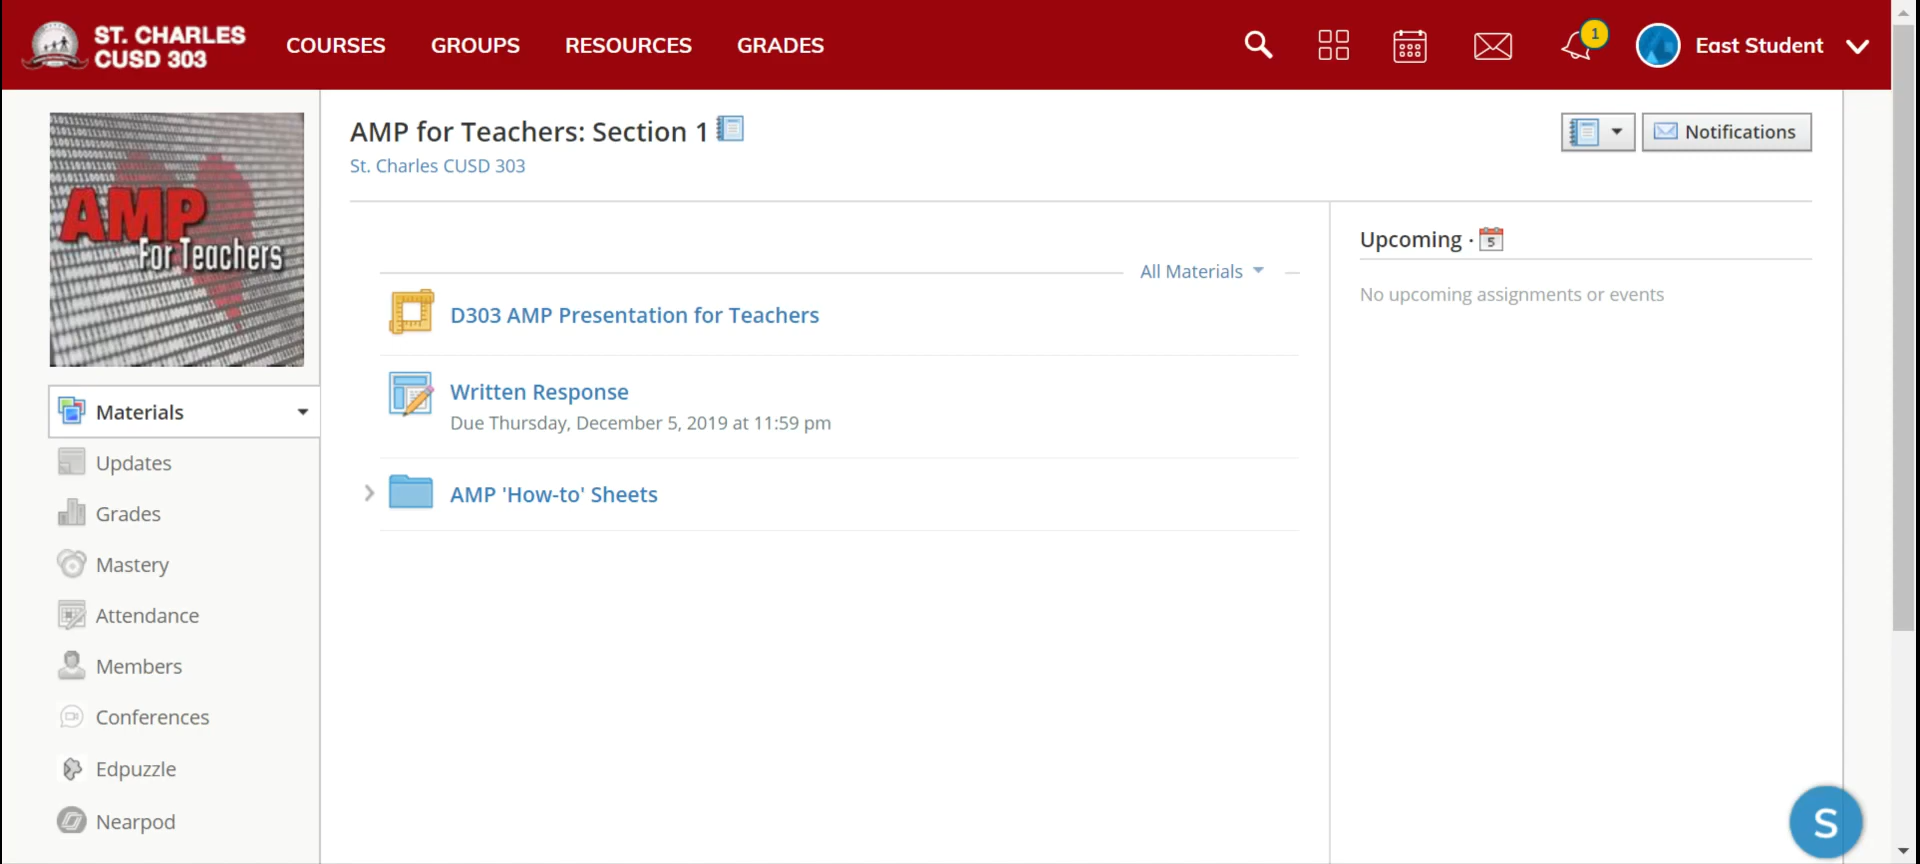 ST. CHARLES
CUSD 303
COURSES
GROUPS
RESOURCES
GRADES
1
East Student
AMP
For Teachers
AMP for Teachers: Section 1
St. Charles CUSD 303
Notifications
Materials
Updates
Grades
Mastery
Attendance
Members
Conferences
Edpuzzle
Nearpod
All Materials
D303 AMP Presentation for Teachers
Written Response
Due Thursday, December 5, 2019 at 11:59 pm
AMP 'How-to' Sheets
Upcoming · 5
No upcoming assignments or events
S